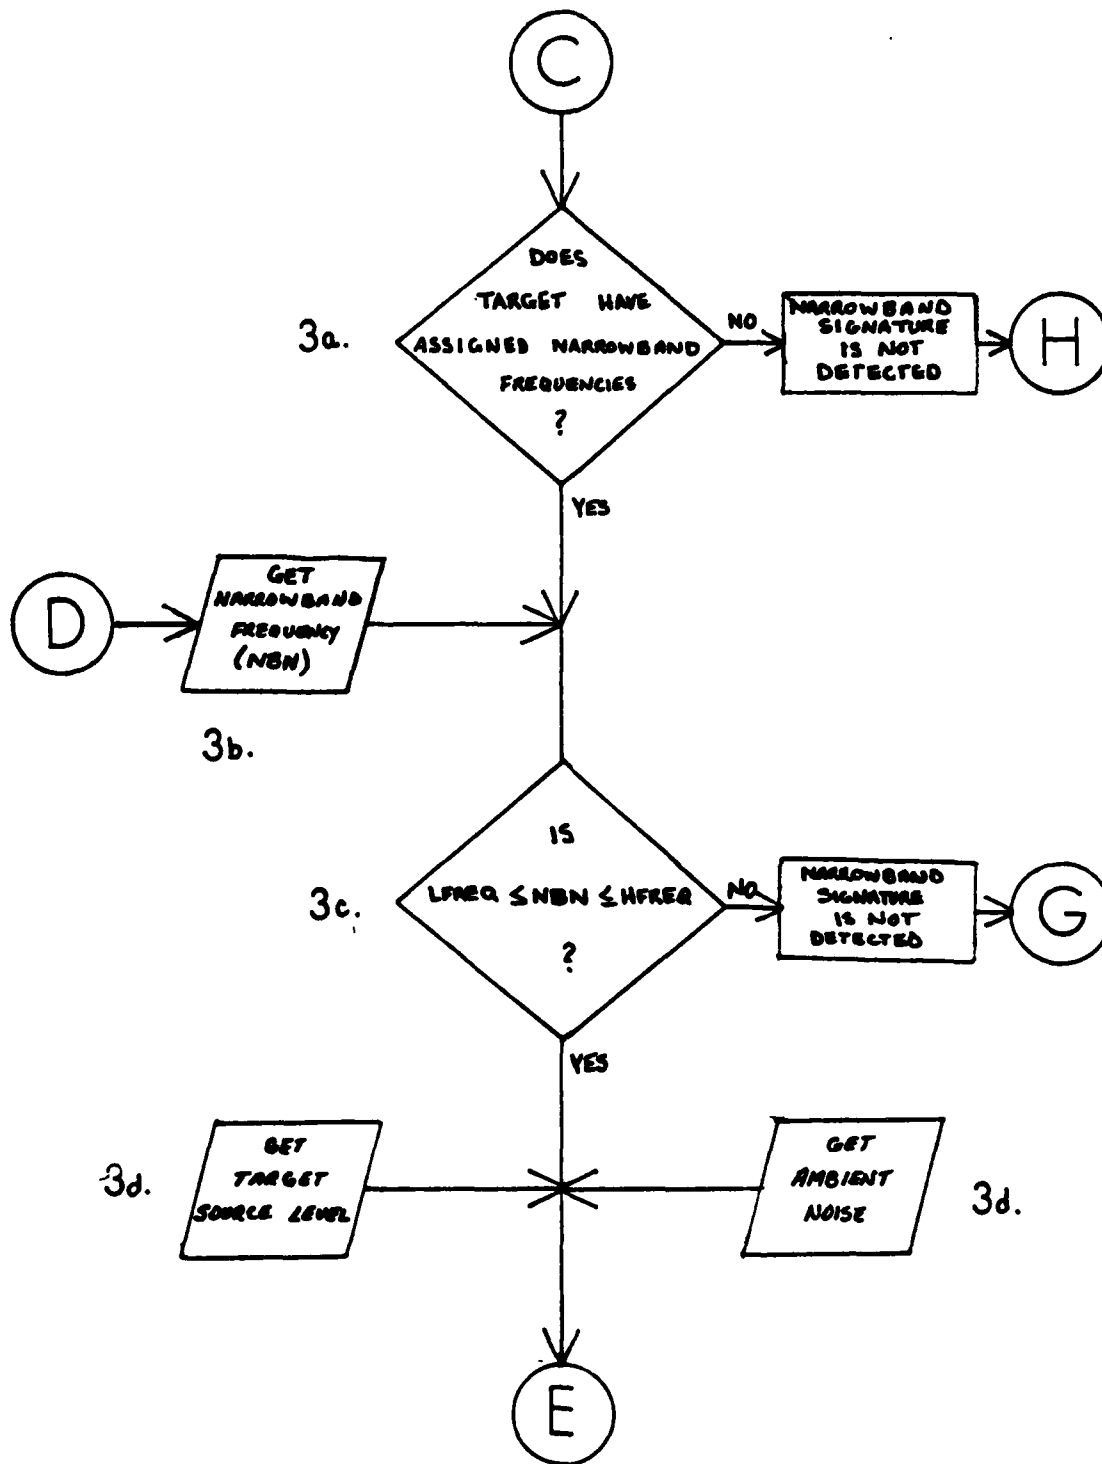 C
DOES
TARGET HAVE
3a.
ASSIGNED NARROWBAND
FREQUENCIES
?
NO
NARROWBAND
SIGNATURE
IS NOT
DETECTED
H
YES
D
GET
NARROWBAND
FREQUENCY
(NBN)
3b.
IS
3c.
LFREQ ≤ NBN ≤ HFREQ
?
NO
NARROWBAND
SIGNATURE
IS NOT
DETECTED
G
YES
3d.
GET
TARGET
SOURCE LEVEL
GET
AMBIENT
NOISE
3d.
E